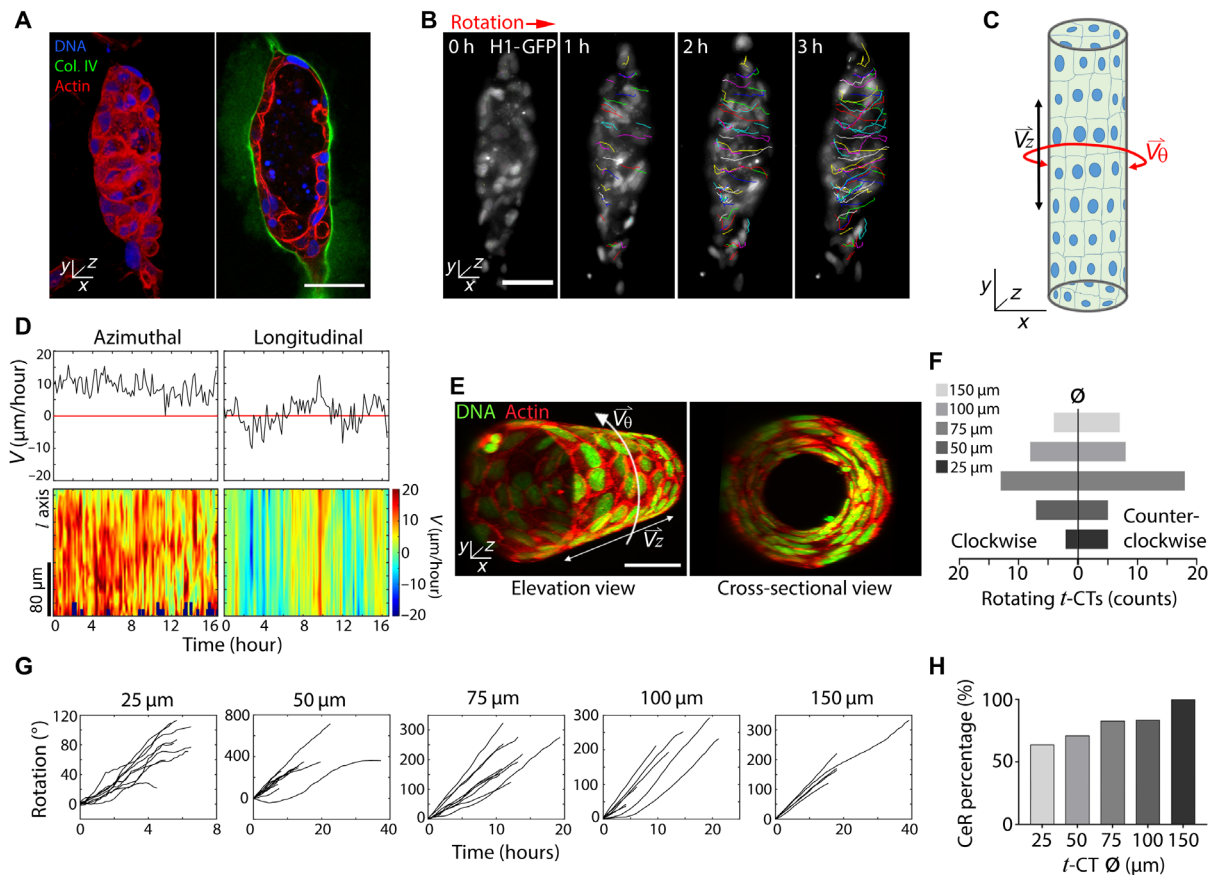 A
DNA
Col. IV
Actin
y z
x
B
Rotation
0 h H1-GFP 1 h 2 h 3 h
y z
x
C
Vz
Vθ
y
z
x
D
Azimuthal Longitudinal
V (µm/hour)
20
10
0
−10
−20
l axis
80 µm
0 4 8 12 16 0 4 8 12 16
Time (hour)
20
10
0
−10
−20
V (µm/hour)
E
DNA Actin
Vθ
Vz
y z
x
Elevation view Cross-sectional view
F
150 µm
100 µm
75 µm
50 µm
25 µm
Ø
Clockwise
Counter-
clockwise
20 10 0 10 20
Rotating t-CTs (counts)
G
25 µm 50 µm 75 µm 100 µm 150 µm
Rotation (°)
120
80
40
0
0 4 8
800
400
0
0 20 40
300
200
100
0
0 10 20
300
200
100
0
0 10 20
300
200
100
0
0 10 20 30 40
Time (hours)
H
CeR percentage (%)
100
50
0
25 50 75 100 150
t-CT Ø (µm)